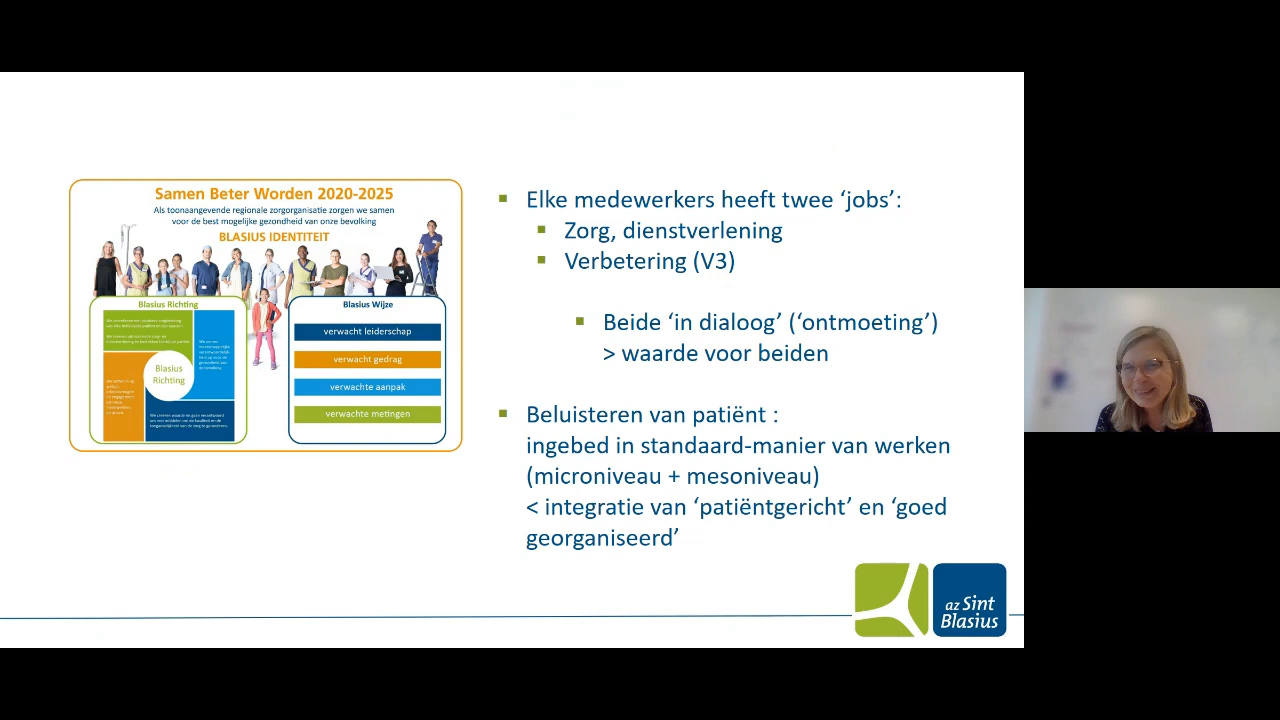 Samen Beter Worden 2020-2025
Als toonaangevende regionale zorgorganisatie zorgen we samen
voor de best mogelijke gezondheid van onze bevolking
BLASIUS IDENTITEIT
Blasius Richting
Blasius
Richting
Blasius Wijze
verwacht leiderschap
verwacht gedrag
verwachte aanpak
verwachte metingen
Elke medewerkers heeft twee ‘jobs’:
Zorg, dienstverlening
Verbetering (V3)
Beide ‘in dialoog’ (‘ontmoeting’)
> waarde voor beiden
Beluisteren van patiënt :
ingebed in standaard-manier van werken
(microniveau + mesoniveau)
< integratie van ‘patiëntgericht’ en ‘goed
georganiseerd’
az Sint
Blasius